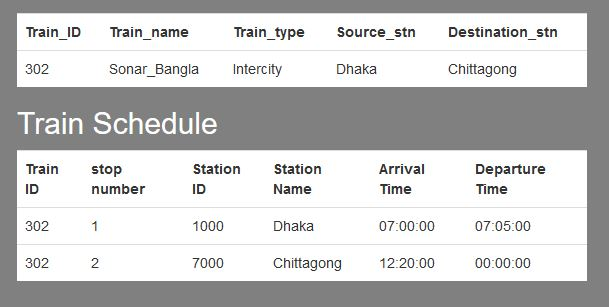 Train_ID Train_name Train_type Source_stn Destination_stn
302 Sonar_Bangla Intercity Dhaka Chittagong
Train Schedule
Train ID stop number Station ID Station Name Arrival Time Departure Time
302 1 1000 Dhaka 07:00:00 07:05:00
302 2 7000 Chittagong 12:20:00 00:00:00